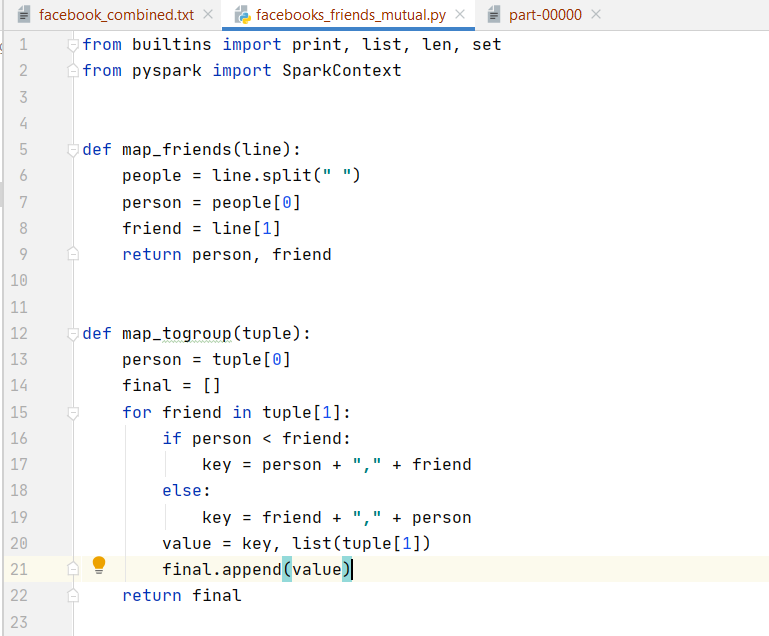 facebook_combined.txt × facebooks_friends_mutual.py × part-00000 ×
1 from builtins import print, list, len, set
2 from pyspark import SparkContext
3
4
5 def map_friends(line):
6     people = line.split(" ")
7     person = people[0]
8     friend = line[1]
9     return person, friend
10
11
12 def map_togroup(tuple):
13     person = tuple[0]
14     final = []
15     for friend in tuple[1]:
16         if person < friend:
17             key = person + "," + friend
18         else:
19             key = friend + "," + person
20         value = key, list(tuple[1])
21         final.append(value)
22     return final
23